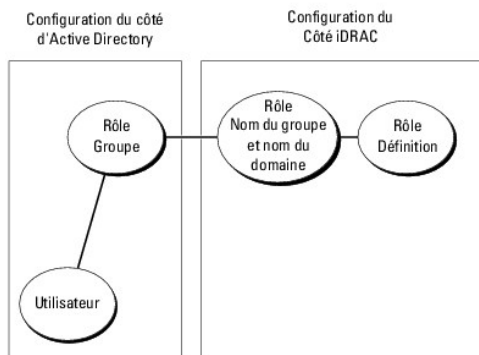 Configuration du côté
d'Active Directory
Configuration du
Côté iDRAC
Rôle
Groupe
Rôle
Nom du groupe
et nom du
domaine
Rôle
Définition
Utilisateur